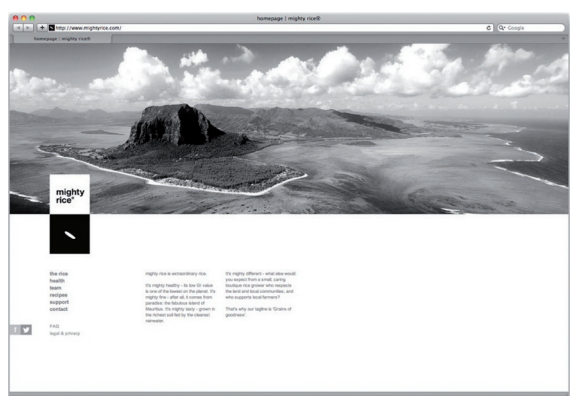 homepage | mighty rice®
http://www.mightyrice.com/
Google
homepage | mighty rice®
mighty
rice®
the rice
health
team
recipes
support
contact
FAQ
legal & privacy
mighty rice is extraordinary rice
It's mighty healthy - its low GI value
is one of the lowest on the planet. It's
mighty fine - after all, it comes from
paradise: the fabulous island of
Mauritius. It's mighty tasty - grown in
the richest soil fed by the cleanest
rainwater.
It's mighty different - what else would
you expect from a small, caring
boutique rice grower who respects
the land and local communities, and
who supports local farmers?
That's why our tagline is 'Grains of
goodness'.